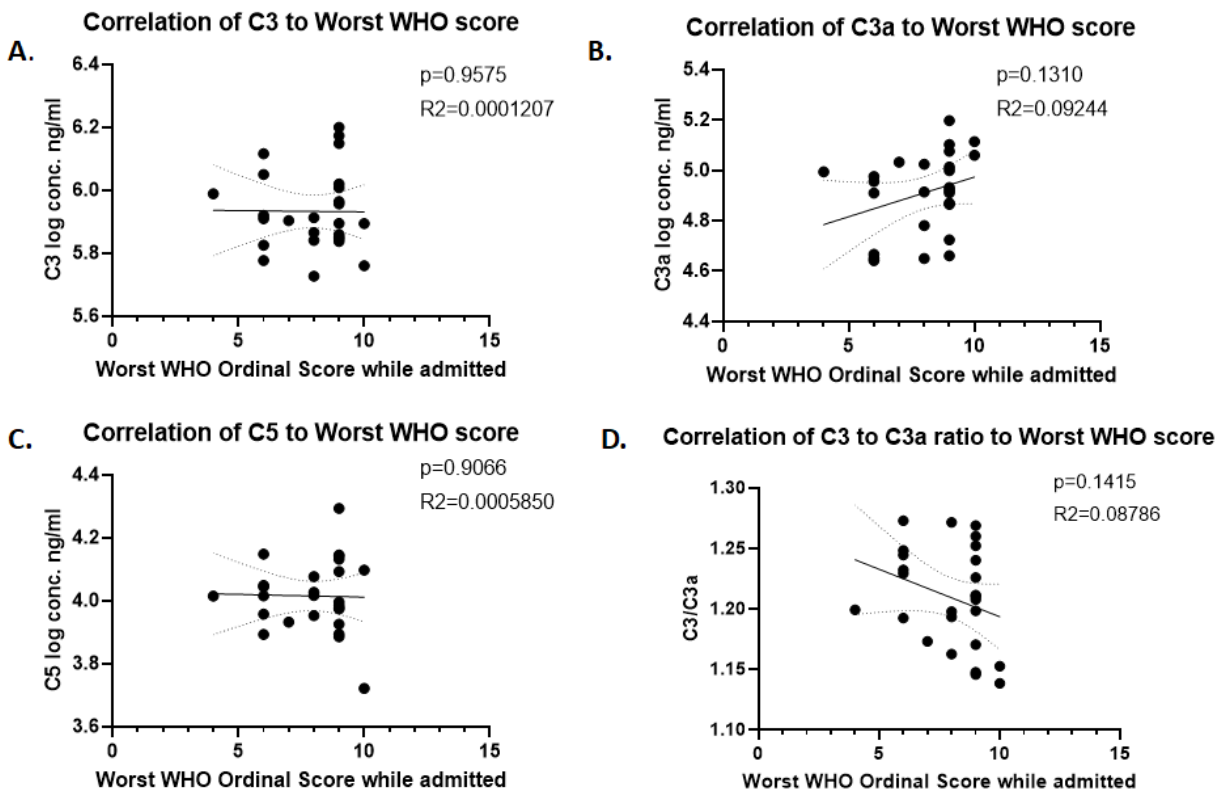 A.
Correlation of C3 to Worst WHO score
p=0.9575
R2=0.0001207
C3 log conc. ng/ml
6.4
6.2
6.0
5.8
5.6
0 5 10 15
Worst WHO Ordinal Score while admitted
B.
Correlation of C3a to Worst WHO score
p=0.1310
R2=0.09244
C3a log conc. ng/ml
5.4
5.2
5.0
4.8
4.6
4.4
0 5 10 15
Worst WHO Ordinal Score while admitted
C.
Correlation of C5 to Worst WHO score
p=0.9066
R2=0.0005850
C5 log conc. ng/ml
4.4
4.2
4.0
3.8
3.6
0 5 10 15
Worst WHO Ordinal Score while admitted
D.
Correlation of C3 to C3a ratio to Worst WHO score
p=0.1415
R2=0.08786
C3/C3a
1.30
1.25
1.20
1.15
1.10
0 5 10 15
Worst WHO Ordinal Score while admitted